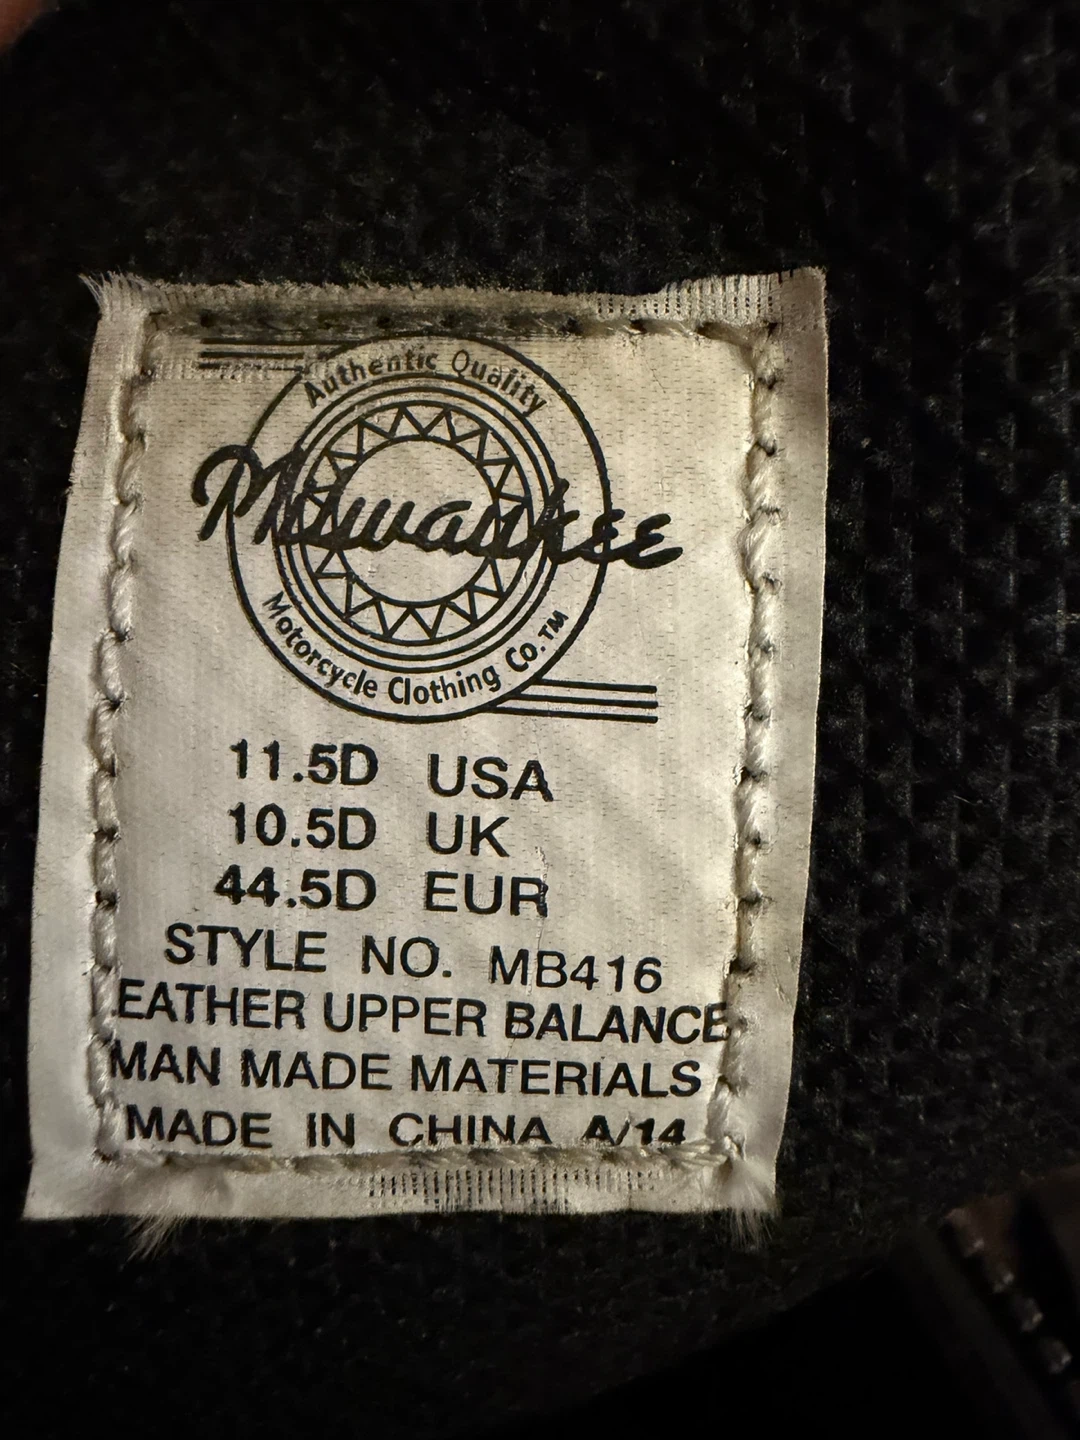 Authentic Quality
Milwaukee
Motorcycle Clothing Co.™
11.5D USA
10.5D UK
44.5D EUR
STYLE NO. MB416
EATHER UPPER BALANCE
MAN MADE MATERIALS
MADE IN CHINA A/14